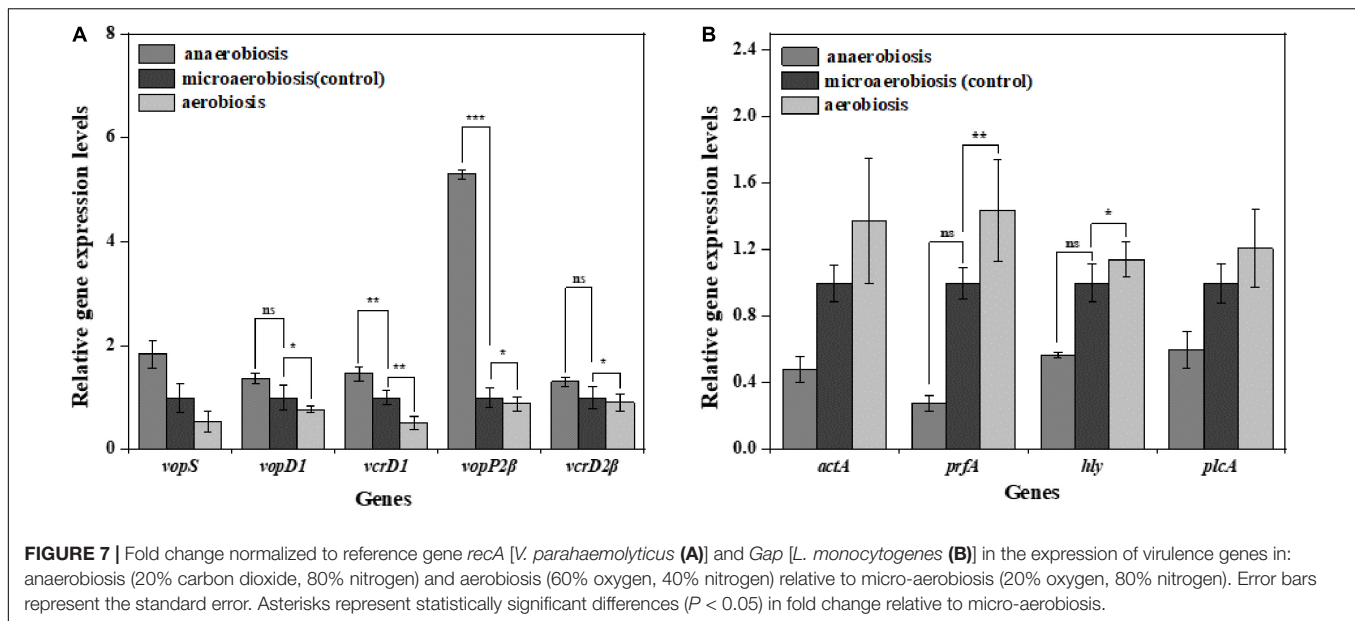 A
anaerobiosis
microaerobiosis(control)
aerobiosis
Relative gene expression levels
8
6
4
2
0
ns
*
**
**
***
*
ns
*
vopS vopD1 vcrD1 vopP2β vcrD2β
Genes
B
anaerobiosis
microaerobiosis (control)
aerobiosis
Relative gene expression levels
2.4
2.0
1.6
1.2
0.8
0.4
0.0
ns
**
ns
*
actA prfA hly plcA
Genes
FIGURE 7 | Fold change normalized to reference gene recA [V. parahaemolyticus (A)] and Gap [L. monocytogenes (B)] in the expression of virulence genes in:
anaerobiosis (20% carbon dioxide, 80% nitrogen) and aerobiosis (60% oxygen, 40% nitrogen) relative to micro-aerobiosis (20% oxygen, 80% nitrogen). Error bars
represent the standard error. Asterisks represent statistically significant differences (P < 0.05) in fold change relative to micro-aerobiosis.